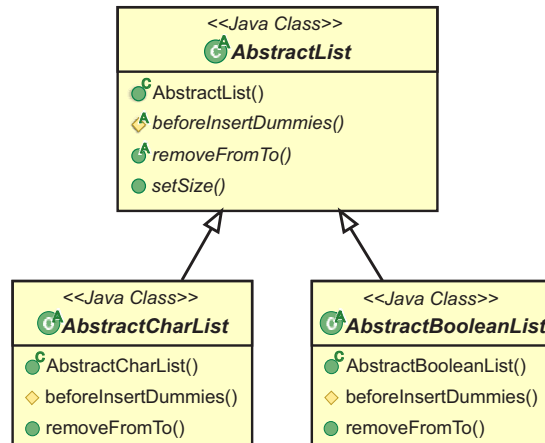 <<Java Class>>
AbstractList
AbstractList()
beforeInsertDummies()
removeFromTo()
setSize()
<<Java Class>>
AbstractCharList
AbstractCharList()
beforeInsertDummies()
removeFromTo()
<<Java Class>>
AbstractBooleanList
AbstractBooleanList()
beforeInsertDummies()
removeFromTo()